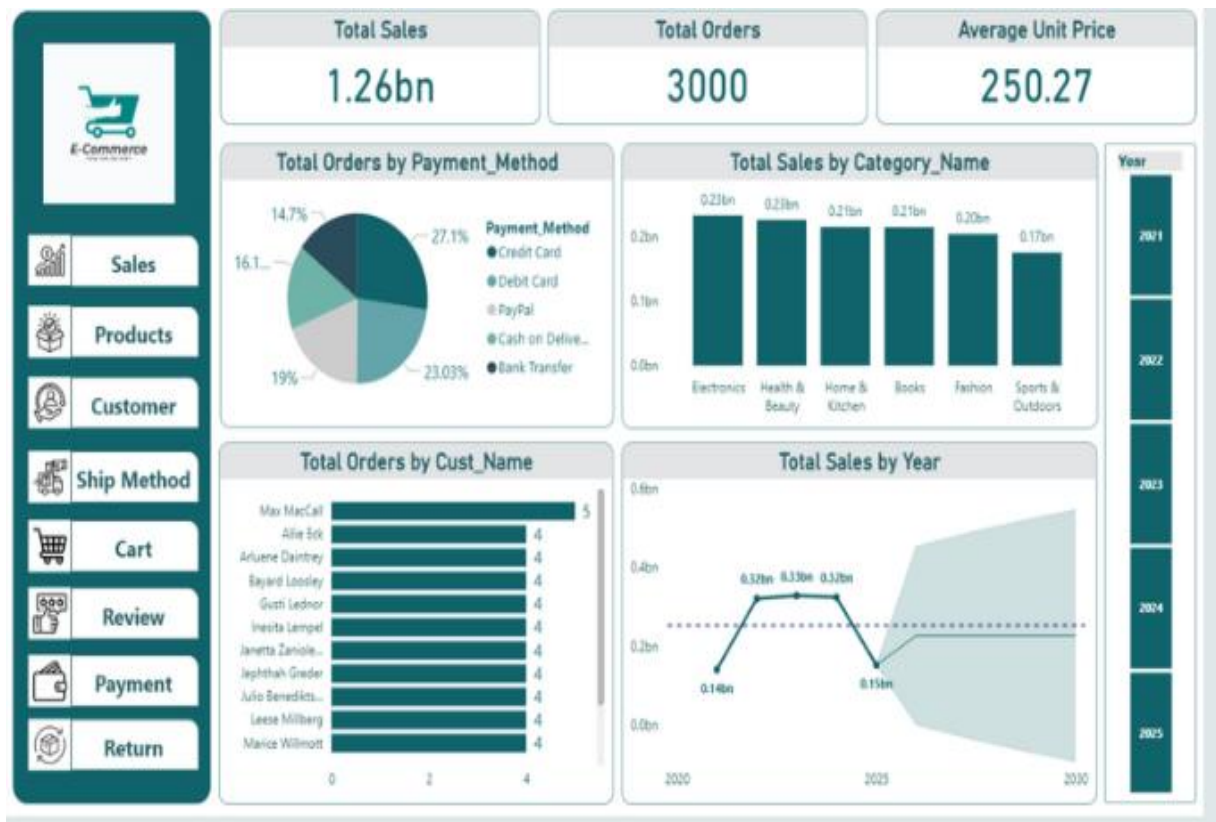 E-Commerce
Sales
Products
Customer
Ship Method
Cart
Review
Payment
Return
Total Sales
1.26bn
Total Orders
3000
Average Unit Price
250.27
Total Orders by Payment_Method
14.7%
27.1%
16.1...
19%
23.03%
Payment_Method
Credit Card
Debit Card
PayPal
Cash on Delive...
Bank Transfer
Total Sales by Category_Name
0.2bn
0.1bn
0.0bn
0.23bn
0.23bn
0.21bn
0.21bn
0.20bn
0.17bn
Electronics
Health &
Beauty
Home &
Kitchen
Books
Fashion
Sports &
Outdoors
Total Orders by Cust_Name
Max MacCall 5
Allie Eck 4
Arluene Daintrey 4
Bayard Loosley 4
Gusti Lednor 4
Inesita Lempel 4
Janetta Zaniole... 4
Jephthah Greder 4
Julio Benedikts... 4
Leese Millberg 4
Marice Willmott 4
0 2 4
Total Sales by Year
0.6bn
0.4bn
0.2bn
0.0bn
0.14bn
0.32bn
0.33bn
0.32bn
0.15bn
2020 2025 2030
Year
2021
2022
2023
2024
2025